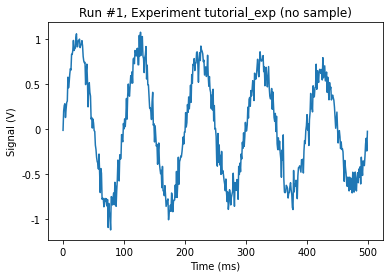 Run #1, Experiment tutorial_exp (no sample)
1
0.5
0
-0.5
-1
Signal (V)
0 100 200 300 400 500
Time (ms)